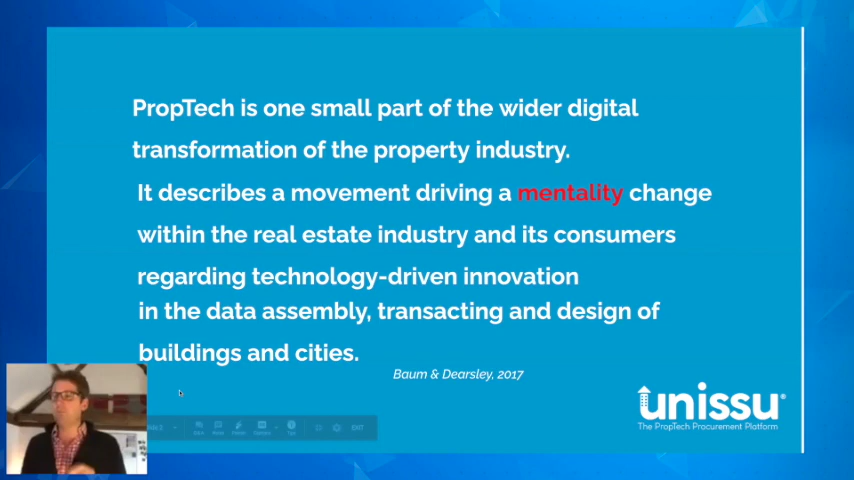 PropTech is one small part of the wider digital
transformation of the property industry.
It describes a movement driving a mentality change
within the real estate industry and its consumers
regarding technology-driven innovation
in the data assembly, transacting and design of
buildings and cities.
Baum & Dearsley, 2017
unissu®
The PropTech Procurement Platform
EXIT